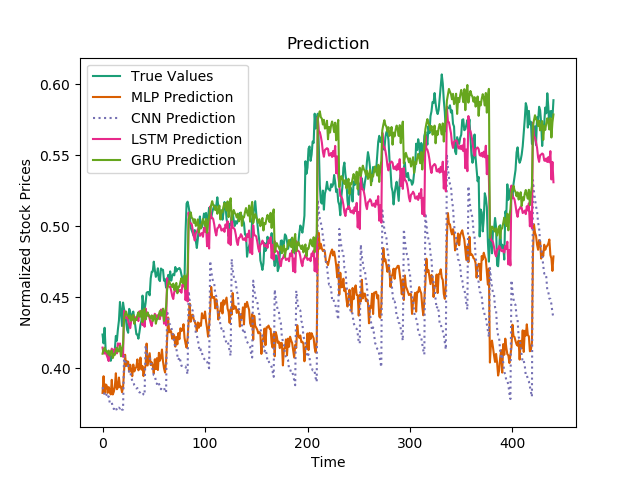 Prediction
True Values
MLP Prediction
CNN Prediction
LSTM Prediction
GRU Prediction
Normalized Stock Prices
0.60
0.55
0.50
0.45
0.40
0
100
200
300
400
Time